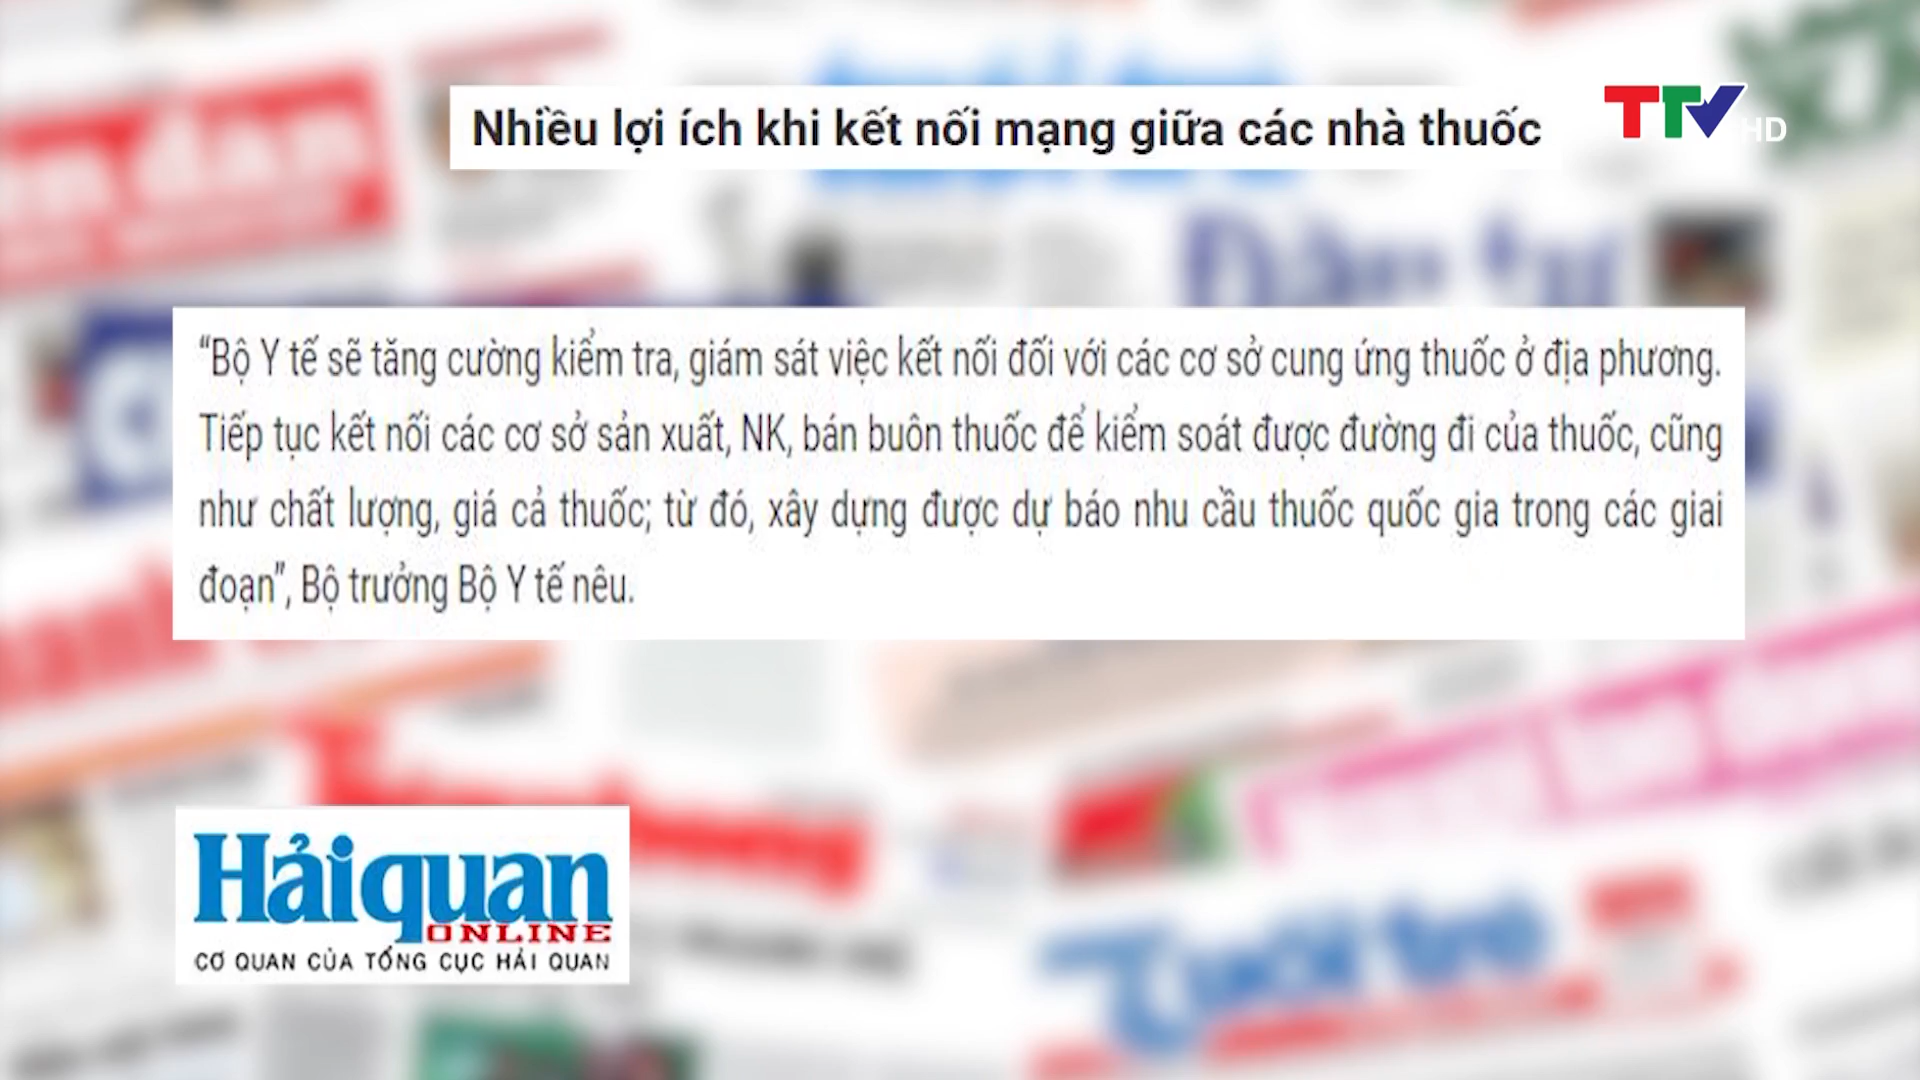 Nhiều lợi ích khi kết nối mạng giữa các nhà thuốc
TTV HD
“Bộ Y tế sẽ tăng cường kiểm tra, giám sát việc kết nối đối với các cơ sở cung ứng thuốc ở địa phương.
Tiếp tục kết nối các cơ sở sản xuất, NK, bán buôn thuốc để kiểm soát được đường đi của thuốc, cũng
như chất lượng, giá cả thuốc; từ đó, xây dựng được dự báo nhu cầu thuốc quốc gia trong các giai
đoạn”, Bộ trưởng Bộ Y tế nêu.
Hảiquan
ONLINE
CƠ QUAN CỦA TỔNG CỤC HẢI QUAN
Tuổi trẻ